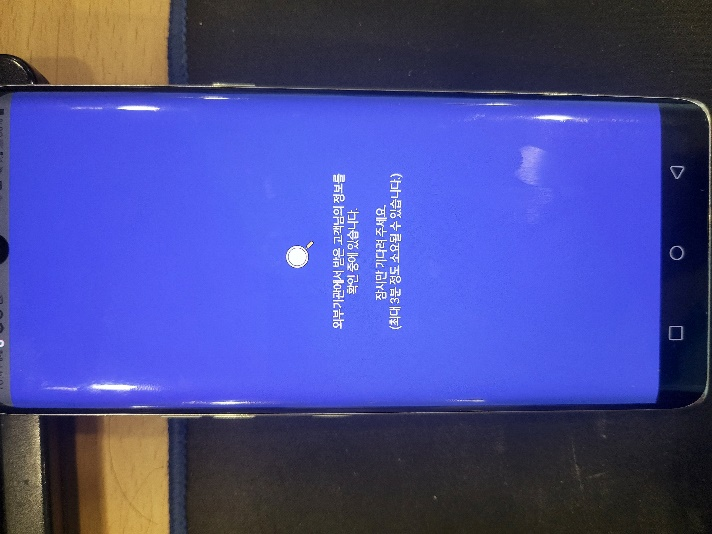 외부기관에서 받은 고객님의 정보를
확인 중에 있습니다.
잠시만 기다려 주세요.
(최대 3분 정도 소요될 수 있습니다.)